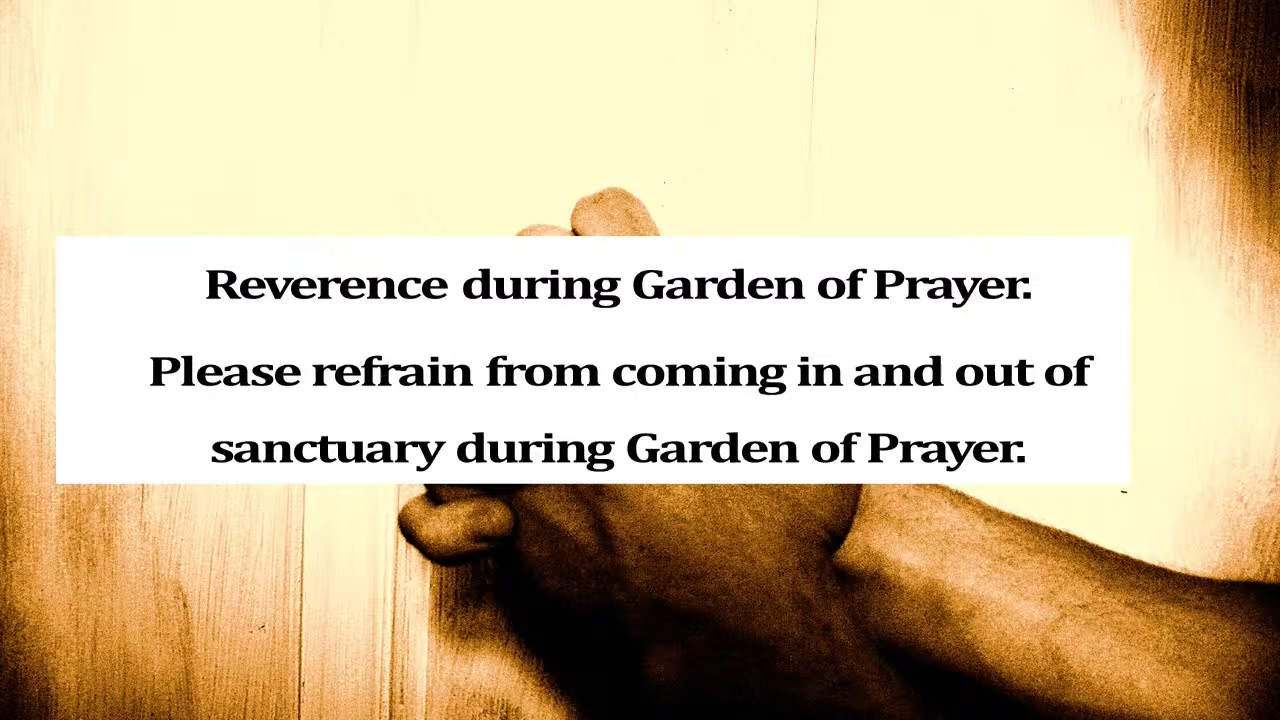 Reverence during Garden of Prayer.
Please refrain from coming in and out of
sanctuary during Garden of Prayer.